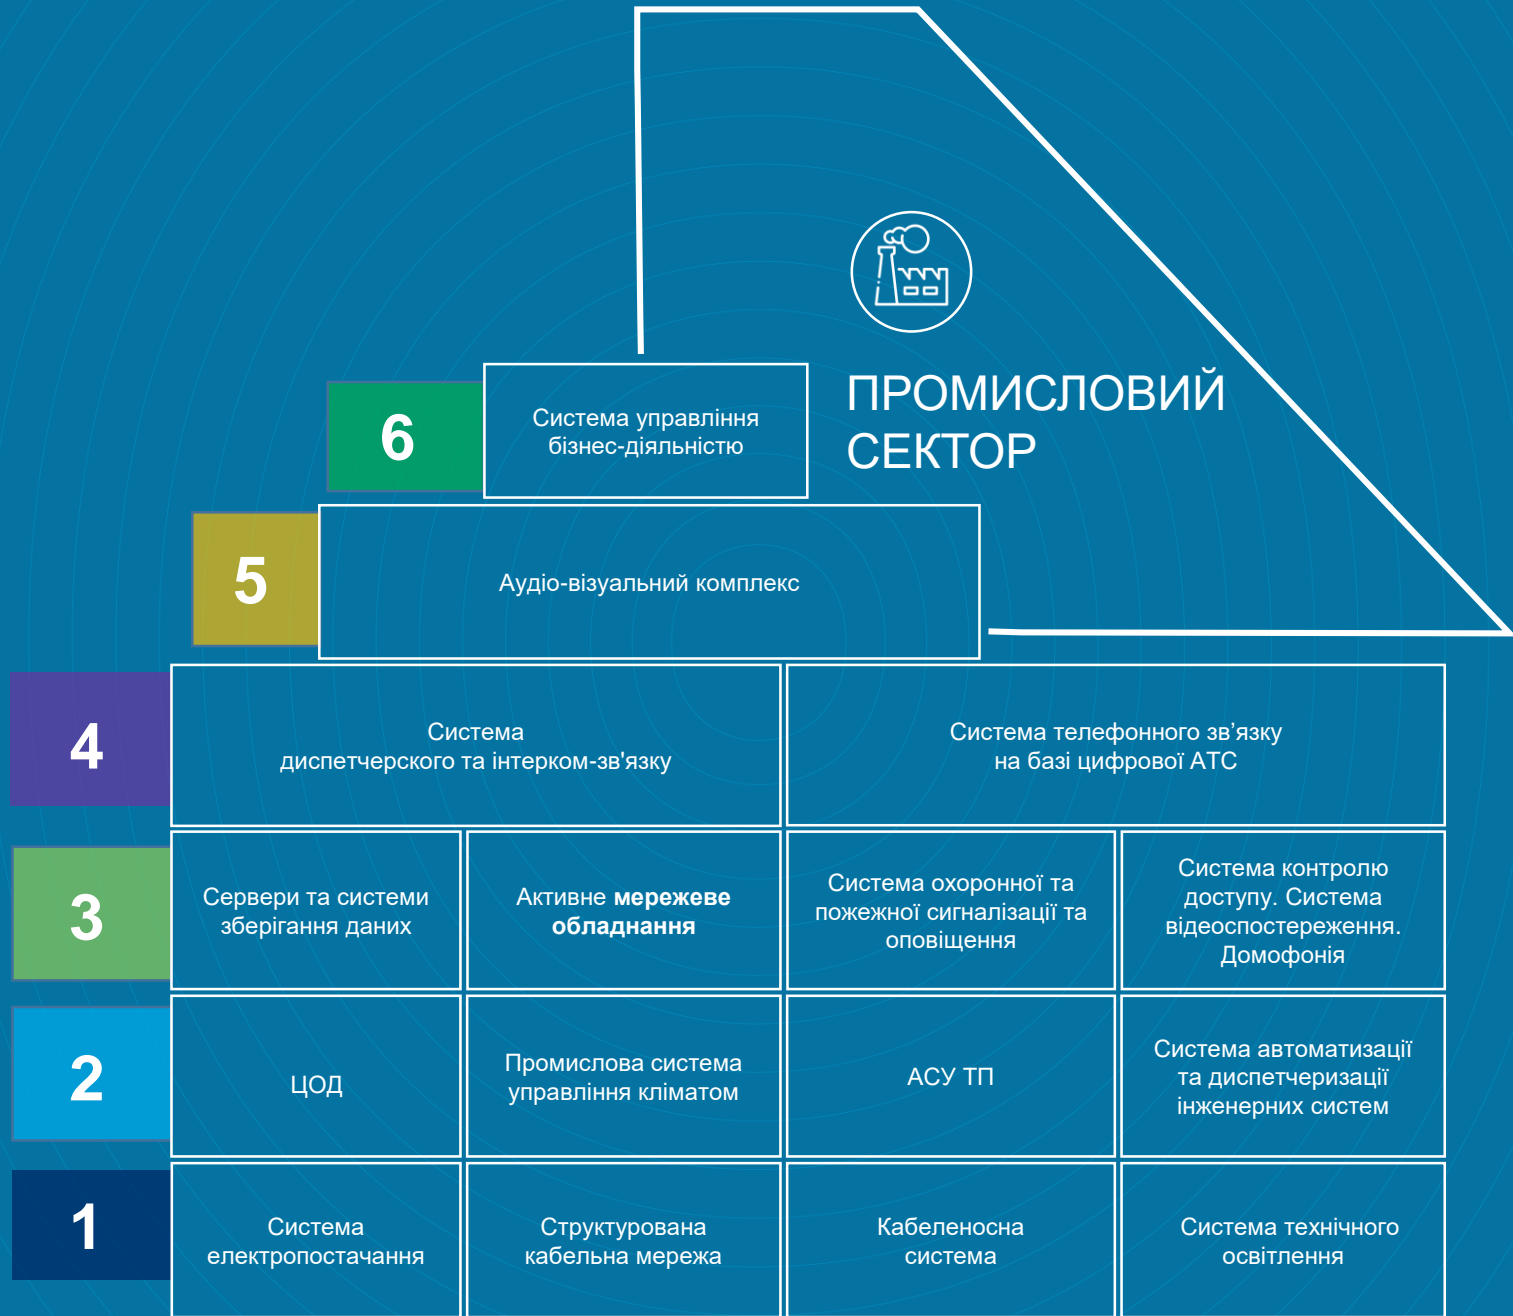 ПРОМИСЛОВИЙ
СЕКТОР
6
Система управління
бізнес-діяльністю
5
Аудіо-візуальний комплекс
4
Система
диспетчерского та інтерком-зв'язку
Система телефонного зв’язку
на базі цифрової АТС
3
Сервери та системи
зберігання даних
Активне мережеве
обладнання
Система охоронної та
пожежної сигналізації та
оповіщення
Система контролю
доступу. Система
відеоспостереження.
Домофонія
2
ЦОД
Промислова система
управління кліматом
АСУ ТП
Система автоматизації
та диспетчеризації
інженерних систем
1
Система
електропостачання
Структурована
кабельна мережа
Кабеленосна
система
Система технічного
освітлення